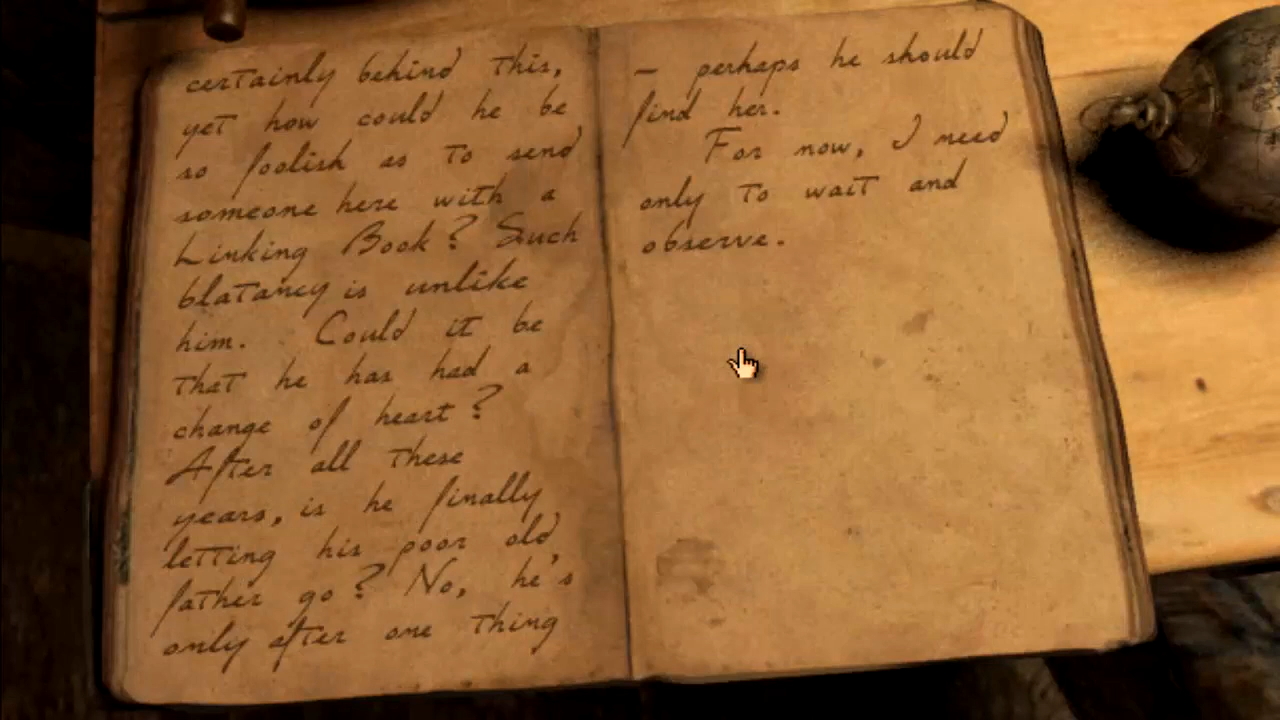 certainly behind this,
yet how could he be
so foolish as to send
someone here with a
Linking Book? Such
blatancy is unlike
him. Could it be
that he has had a
change of heart?
After all these
years, is he finally
letting his poor old
father go? No, he's
only after one thing
– perhaps he should
find her.
For now, I need
only to wait and
observe.